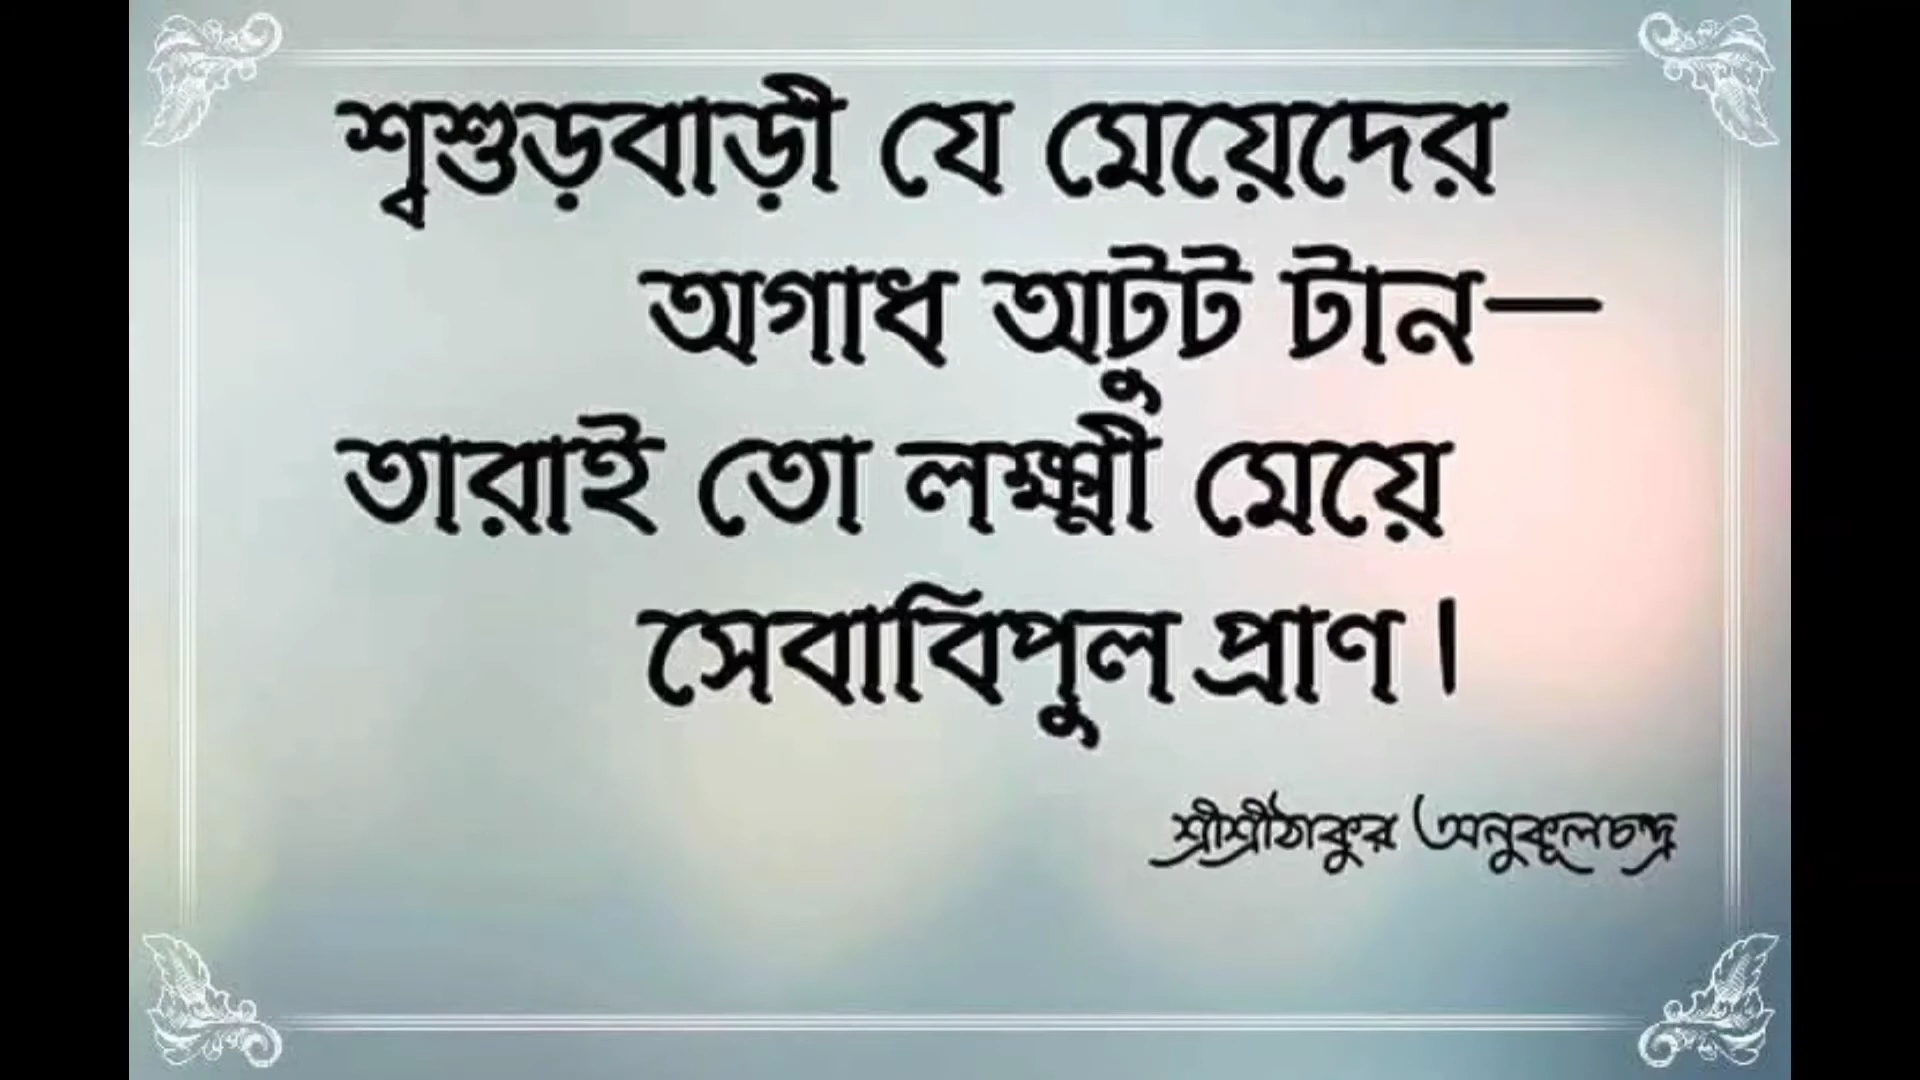 শ্বশুড়বাড়ী যে মেয়েদের
অগাধ অটুট টান—
তারাই তো লক্ষ্মী মেয়ে
সেবাবিপুল প্রাণ।
শ্রীশ্রীঠাকুর অনুকূলচন্দ্র